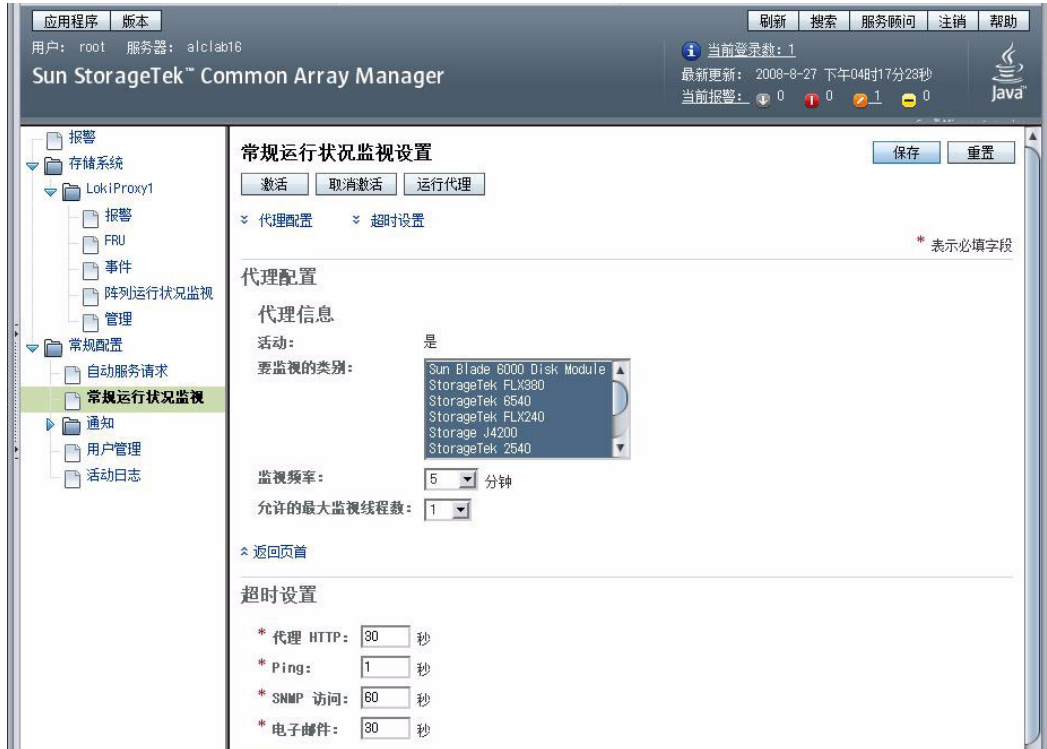 应用程序 版本 刷新 搜索 服务顾问 注销 帮助
用户: root 服务器: alclab16
当前登录数: 1
Sun StorageTek™ Common Array Manager
最近更新: 2008-8-27 下午04时17分23秒
当前报警: 0 0 1 0
Java
报警
存储系统
LokiProxy1
报警
FRU
事件
阵列运行状况监视
管理
常规配置
自动服务请求
常规运行状况监视
通知
用户管理
活动日志
常规运行状况监视设置
保存 重置
激活 取消激活 运行代理
代理配置 超时设置
* 表示必填字段
代理配置
代理信息
活动: 是
要监视的类别:
Sun Blade 6000 Disk Module
StorageTek FLX380
StorageTek 6540
StorageTek FLX240
Storage J4200
StorageTek 2540
监视频率: 5 分钟
允许的最大监视线程数: 1
返回页首
超时设置
* 代理 HTTP: 30 秒
* Ping: 1 秒
* SNMP 访问: 60 秒
* 电子邮件: 30 秒